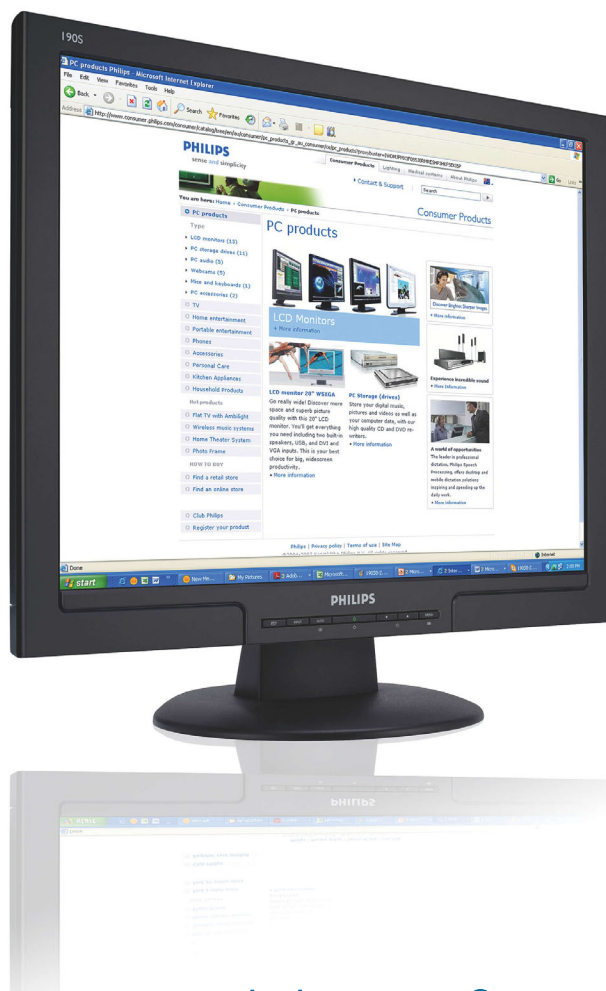 190S
PC products Philips - Microsoft Internet Explorer
File Edit View Favorites Tools Help
Back Search Favorites
Address http://www.consumer.philips.com/consumer/catalog/
Go
PHILIPS
sense and simplicity
Consumer Products Lighting Medical systems About Philips
Contact & Support Search
You are here: Home Consumer Products PC products
Consumer Products
PC products
Type
LCD monitors (13)
PC storage drives (11)
PC audio (5)
Webcams (5)
Mice and keyboards (1)
PC accessories (2)
TV
Home entertainment
Portable entertainment
Phones
Accessories
Personal Care
Kitchen Appliances
Household Products
Hot products
Flat TV with Ambilight
Wireless music systems
Home Theater System
Photo Frame
HOW TO BUY
Find a retail store
Find an online store
Club Philips
Register your product
PC products
LCD Monitors
More information
LCD monitor 20" WSXGA
Go really wide! Discover more
space and superb picture
quality with this 20" LCD
monitor. You'll get everything
you need including two built-in
speakers, USB, and DVI and
VGA inputs. This is your best
choice for big, widescreen
productivity.
More information
PC Storage (drives)
Store your digital music,
pictures and videos as well as
your computer data, with our
high quality CD and DVD re-
writers.
More information
More information
Experience incredible sound
More information
A world of opportunities
The leader in professional
dictation, Philips Speech
Processing, offers desktop and
mobile dictation solutions
inspiring and speeding up the
daily work.
More information
Philips | Privacy policy | Terms of use | Site Map
Done Internet
start My Pictures
PHILIPS
INPUT AUTO MENU